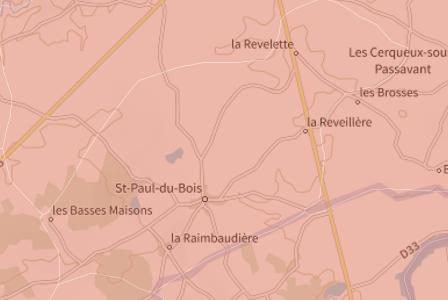 la Revelette
Les Cerqueux-sou
Passavant
les Brosses
la Reveillère
St-Paul-du-Bois
les Basses Maisons
la Raimbaudière
D33